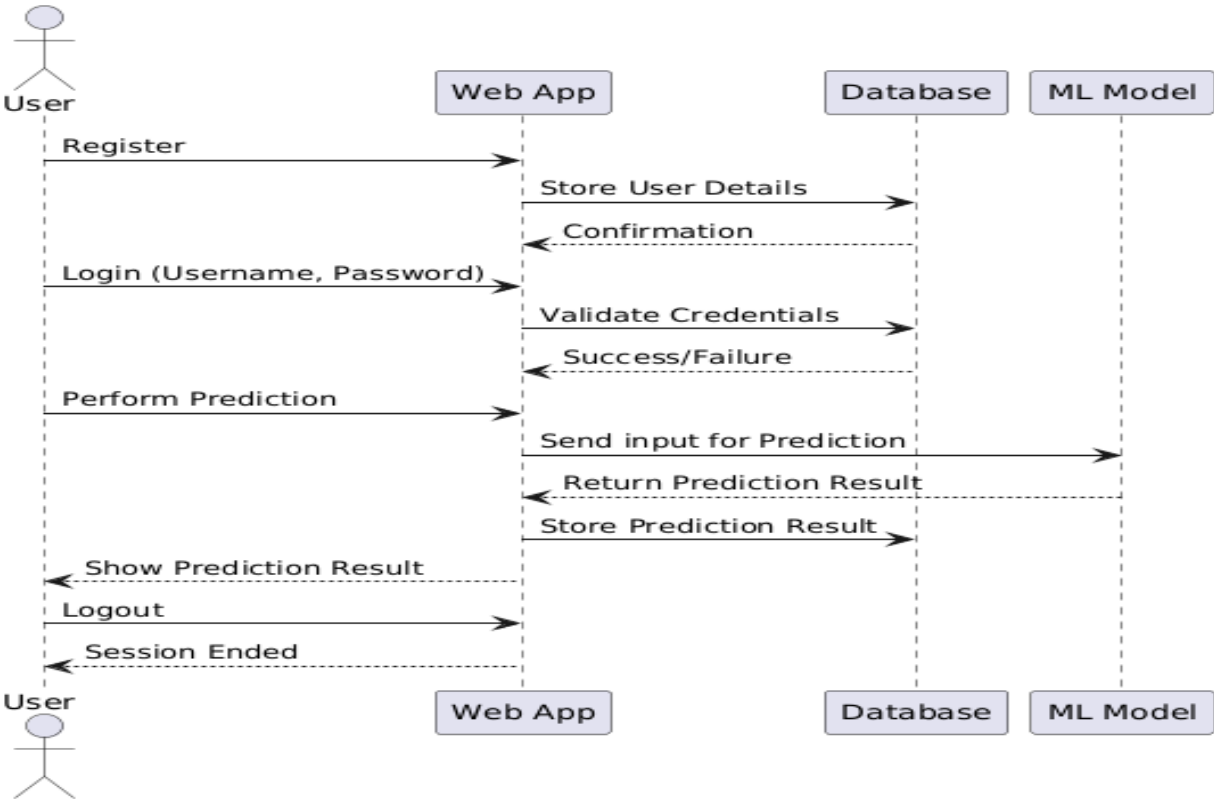 User
Web App
Database
ML Model
Register
Store User Details
Confirmation
Login (Username, Password)
Validate Credentials
Success/Failure
Perform Prediction
Send input for Prediction
Return Prediction Result
Store Prediction Result
Show Prediction Result
Logout
Session Ended
User
Web App
Database
ML Model